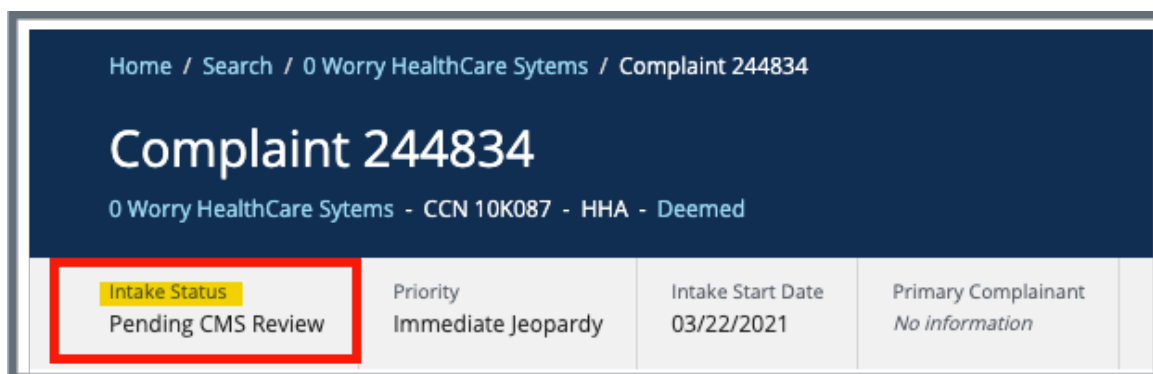 Home / Search / 0 Worry HealthCare Sytems / Complaint 244834
Complaint 244834
0 Worry HealthCare Sytems - CCN 10K087 - HHA - Deemed
Intake Status
Pending CMS Review
Priority
Immediate Jeopardy
Intake Start Date
03/22/2021
Primary Complainant
No information